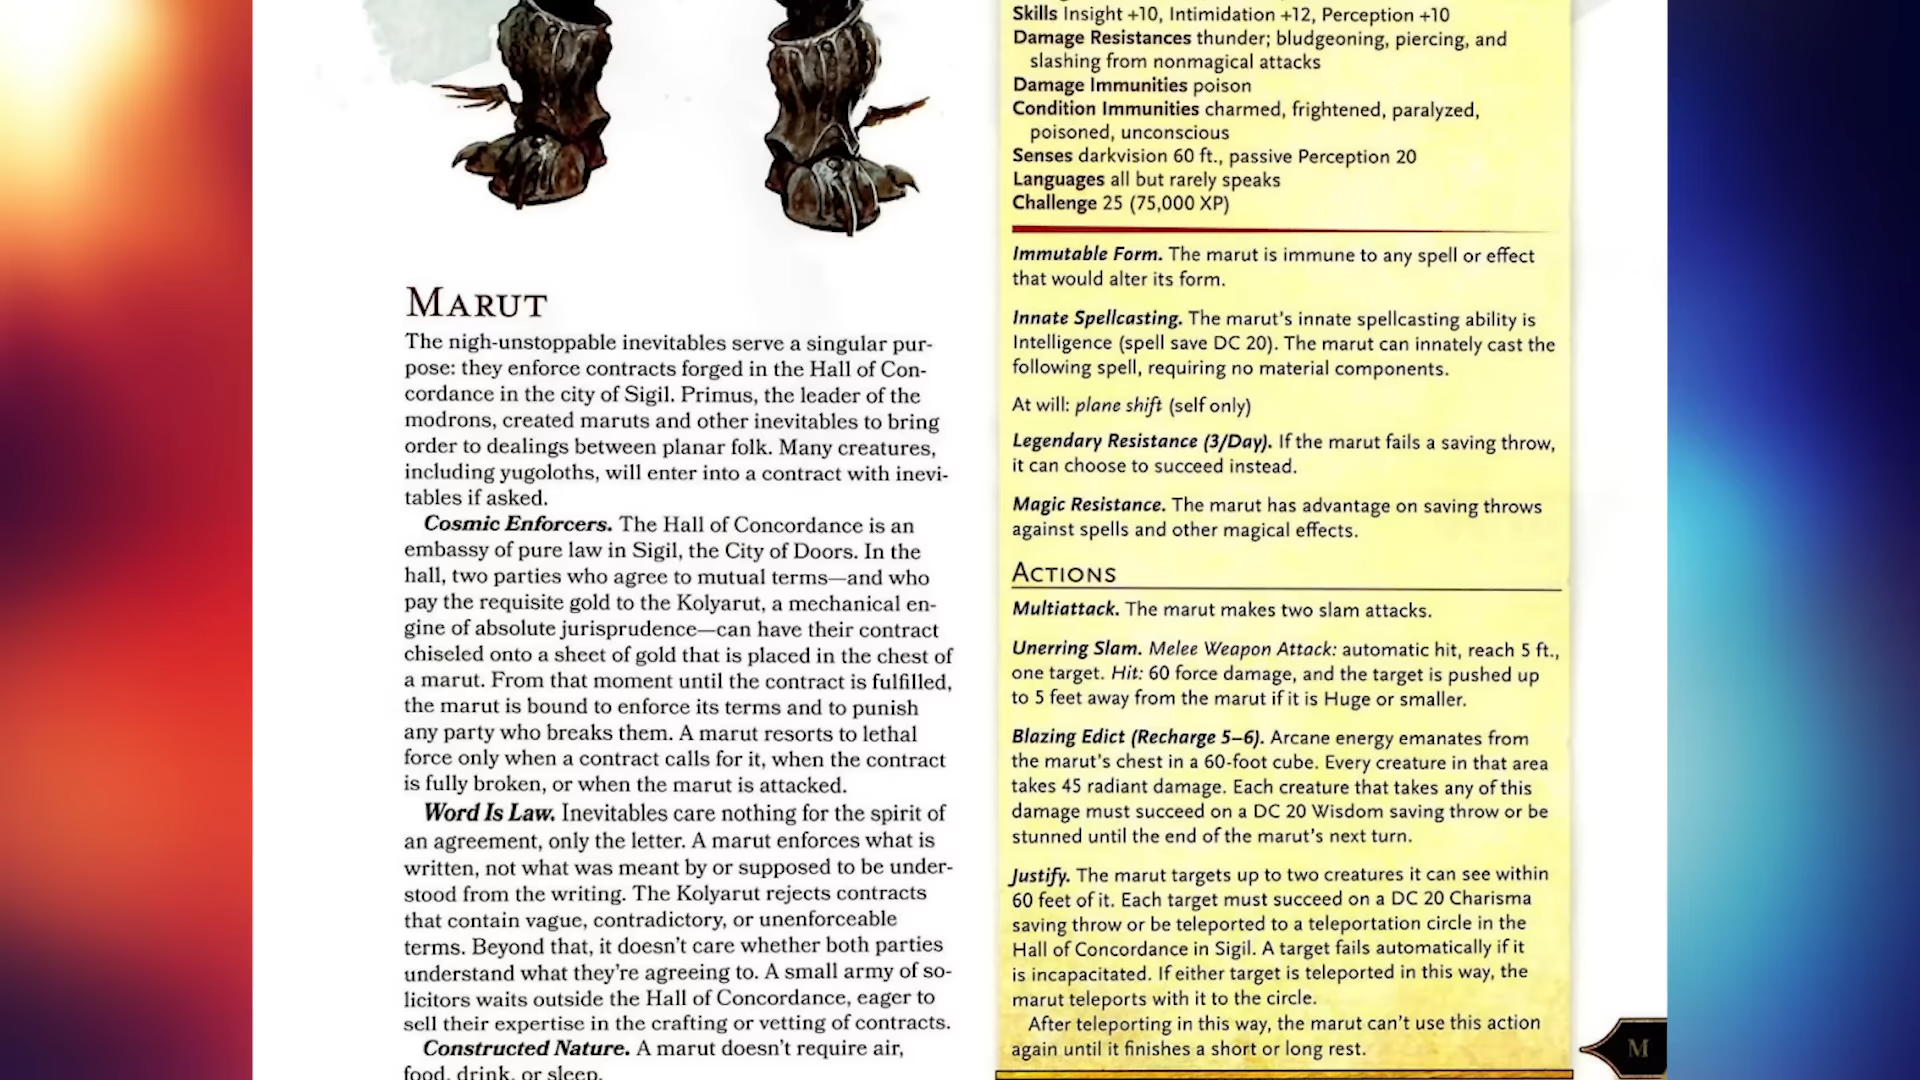 MARUT
The nigh-unstoppable inevitables serve a singular pur-
pose: they enforce contracts forged in the Hall of Con-
cordance in the city of Sigil. Primus, the leader of the
modrons, created maruts and other inevitables to bring
order to dealings between planar folk. Many creatures,
including yugoloths, will enter into a contract with inevi-
tables if asked.
Cosmic Enforcers. The Hall of Concordance is an
embassy of pure law in Sigil, the City of Doors. In the
hall, two parties who agree to mutual terms—and who
pay the requisite gold to the Kolyarut, a mechanical en-
gine of absolute jurisprudence—can have their contract
chiseled onto a sheet of gold that is placed in the chest of
a marut. From that moment until the contract is fulfilled,
the marut is bound to enforce its terms and to punish
any party who breaks them. A marut resorts to lethal
force only when a contract calls for it, when the contract
is fully broken, or when the marut is attacked.
Word Is Law. Inevitables care nothing for the spirit of
an agreement, only the letter. A marut enforces what is
written, not what was meant by or supposed to be under-
stood from the writing. The Kolyarut rejects contracts
that contain vague, contradictory, or unenforceable
terms. Beyond that, it doesn't care whether both parties
understand what they're agreeing to. A small army of so-
licitors waits outside the Hall of Concordance, eager to
sell their expertise in the crafting or vetting of contracts.
Constructed Nature. A marut doesn't require air,
food, drink, or sleep.
Skills Insight +10, Intimidation +12, Perception +10
Damage Resistances thunder; bludgeoning, piercing, and
slashing from nonmagical attacks
Damage Immunities poison
Condition Immunities charmed, frightened, paralyzed,
poisoned, unconscious
Senses darkvision 60 ft., passive Perception 20
Languages all but rarely speaks
Challenge 25 (75,000 XP)
Immutable Form. The marut is immune to any spell or effect
that would alter its form.
Innate Spellcasting. The marut's innate spellcasting ability is
Intelligence (spell save DC 20). The marut can innately cast the
following spell, requiring no material components.
At will: plane shift (self only)
Legendary Resistance (3/Day). If the marut fails a saving throw,
it can choose to succeed instead.
Magic Resistance. The marut has advantage on saving throws
against spells and other magical effects.
ACTIONS
Multiattack. The marut makes two slam attacks.
Unerring Slam. Melee Weapon Attack: automatic hit, reach 5 ft.,
one target. Hit: 60 force damage, and the target is pushed up
to 5 feet away from the marut if it is Huge or smaller.
Blazing Edict (Recharge 5–6). Arcane energy emanates from
the marut's chest in a 60-foot cube. Every creature in that area
takes 45 radiant damage. Each creature that takes any of this
damage must succeed on a DC 20 Wisdom saving throw or be
stunned until the end of the marut's next turn.
Justify. The marut targets up to two creatures it can see within
60 feet of it. Each target must succeed on a DC 20 Charisma
saving throw or be teleported to a teleportation circle in the
Hall of Concordance in Sigil. A target fails automatically if it
is incapacitated. If either target is teleported in this way, the
marut teleports with it to the circle.
After teleporting in this way, the marut can't use this action
again until it finishes a short or long rest.
M